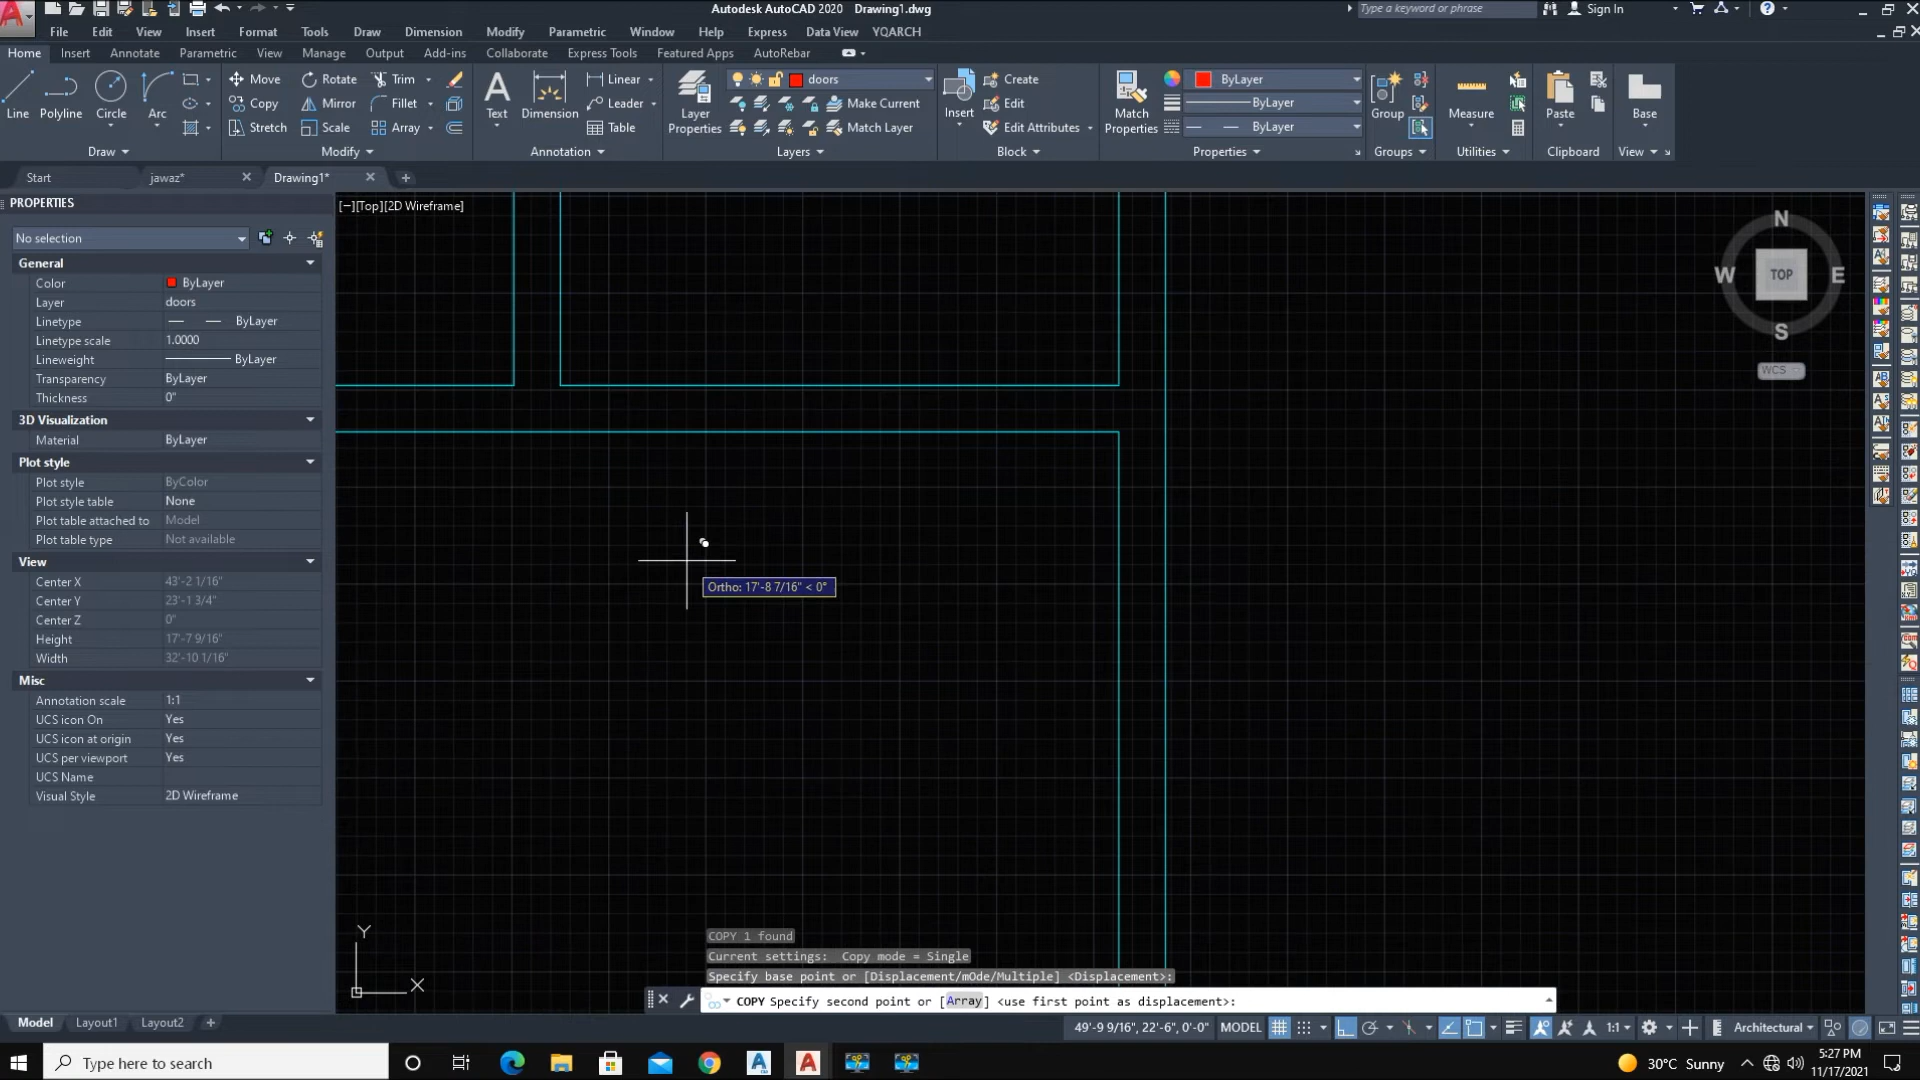 Autodesk AutoCAD 2020 Drawing1.dwg
Type a keyword or phrase
Sign In
File Edit View Insert Format Tools Draw Dimension Modify Parametric Window Help Express Data View YQARCH
Home Insert Annotate Parametric View Manage Output Add-ins Collaborate Express Tools Featured Apps AutoRebar
Line Polyline Circle Arc
Move Rotate Trim
Copy Mirror Fillet
Stretch Scale Array
Text Dimension
Linear
Leader
Table
Layer Properties
doors
Make Current
Match Layer
Insert
Create
Edit
Edit Attributes
Match Properties
ByLayer
ByLayer
ByLayer
Group
Measure
Paste
Base
Draw Modify Annotation Layers Block Properties Groups Utilities Clipboard View
Start jawaz* Drawing1*
PROPERTIES
[−][Top][2D Wireframe]
No selection
General
Color ByLayer
Layer doors
Linetype ByLayer
Linetype scale 1.0000
Lineweight ByLayer
Transparency ByLayer
Thickness 0"
3D Visualization
Material ByLayer
Plot style
Plot style ByColor
Plot style table None
Plot table attached to Model
Plot table type Not available
View
Center X 43'-2 1/16"
Center Y 23'-1 3/4"
Center Z 0"
Height 17'-7 9/16"
Width 32'-10 1/16"
Misc
Annotation scale 1:1
UCS icon On Yes
UCS icon at origin Yes
UCS per viewport Yes
UCS Name
Visual Style 2D Wireframe
N
W TOP E
S
WCS
Ortho: 17'-8 7/16" < 0°
Y
X
COPY 1 found
Current settings: Copy mode = Single
Specify base point or [Displacement/mOde/Multiple] <Displacement>:
COPY Specify second point or [Array] <use first point as displacement>:
Model Layout1 Layout2
49'-9 9/16", 22'-6", 0'-0" MODEL 1:1 Architectural
Type here to search
30°C Sunny
5:27 PM
11/17/2021